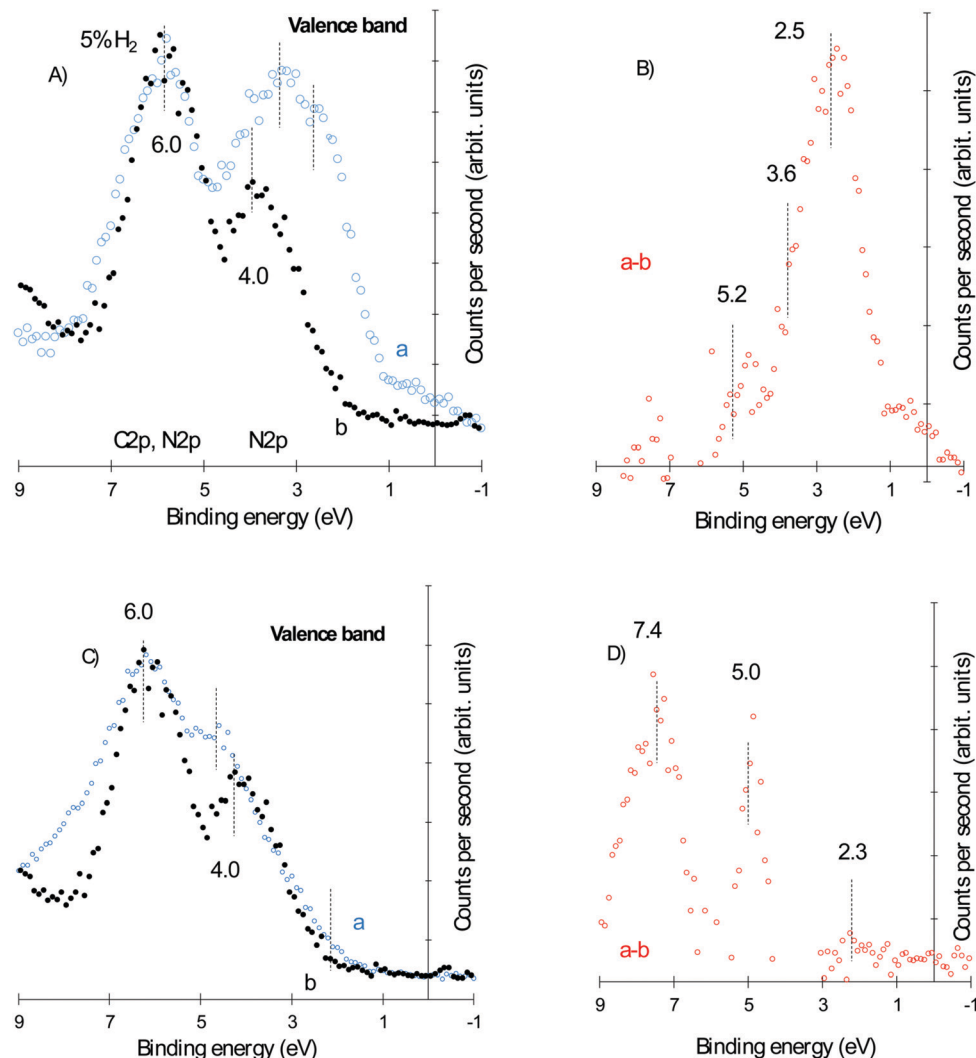 Valence band
5%H2
A)
6.0
4.0
a
b
C2p, N2p
N2p
Counts per second (arbit. units)
9 7 5 3 1 -1
Binding energy (eV)
2.5
B)
3.6
a-b
5.2
Counts per second (arbit. units)
9 7 5 3 1 -1
Binding energy (eV)
6.0
Valence band
C)
4.0
a
b
Counts per second (arbit. units)
9 7 5 3 1 -1
Binding energy (eV)
7.4
D)
5.0
2.3
a-b
Counts per second (arbit. units)
9 7 5 3 1 -1
Binding energy (eV)